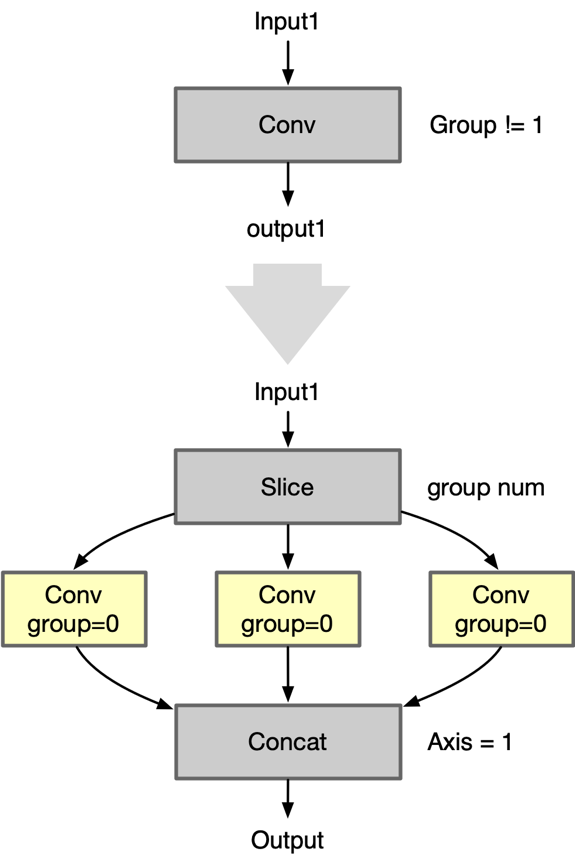 Input1
Conv
Group != 1
output1
Input1
Slice
group num
Conv
group=0
Conv
group=0
Conv
group=0
Concat
Axis = 1
Output